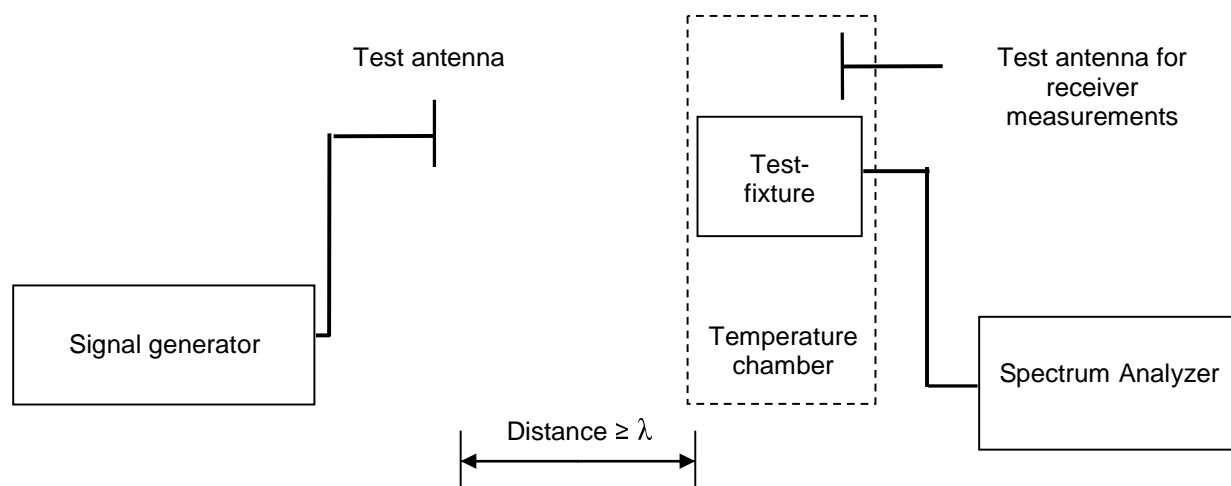 Test antenna
Test antenna for
receiver
measurements
Test-
fixture
Signal generator
Temperature
chamber
Spectrum Analyzer
Distance ≥ λ